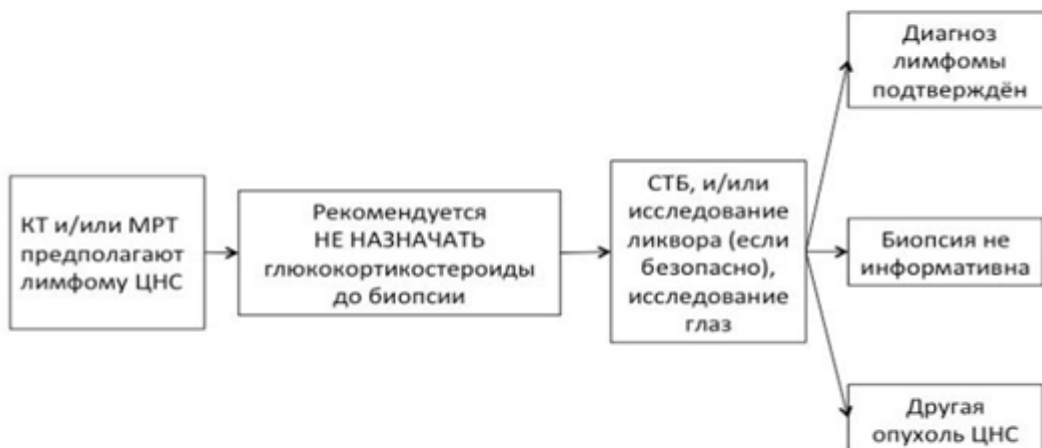 КТ и/или МРТ
предполагают
лимфому ЦНС
Рекомендуется
НЕ НАЗНАЧАТЬ
глюкокортикостероиды
до биопсии
СТБ, и/или
исследование
ликвора (если
безопасно),
исследование
глаз
Диагноз
лимфомы
подтверждён
Биопсия не
информативна
Другая
опухоль ЦНС